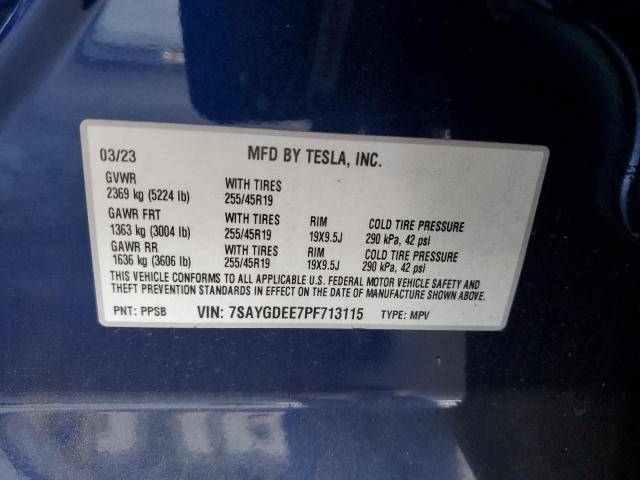 03/23 MFD BY TESLA, INC.
GVWR WITH TIRES
2369 kg (5224 lb) 255/45R19
GAWR FRT WITH TIRES RIM COLD TIRE PRESSURE
1363 kg (3004 lb) 255/45R19 19X9.5J 290 kPa, 42 psi
GAWR RR WITH TIRES RIM COLD TIRE PRESSURE
1636 kg (3606 lb) 255/45R19 19X9.5J 290 kPa, 42 psi
THIS VEHICLE CONFORMS TO ALL APPLICABLE U.S. FEDERAL MOTOR VEHICLE SAFETY AND
THEFT PREVENTION STANDARDS IN EFFECT ON THE DATE OF MANUFACTURE SHOWN ABOVE.
PNT: PPSB VIN: 7SAYGDEE7PF713115 TYPE: MPV